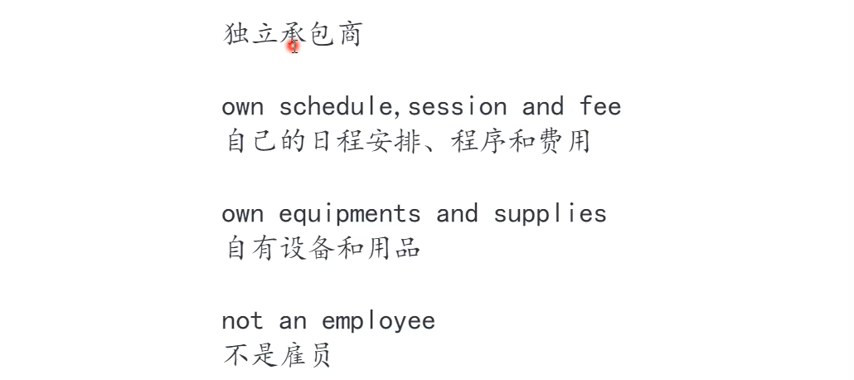 独立承包商
own schedule,session and fee
自己的日程安排、程序和费用
own equipments and supplies
自有设备和用品
not an employee
不是雇员